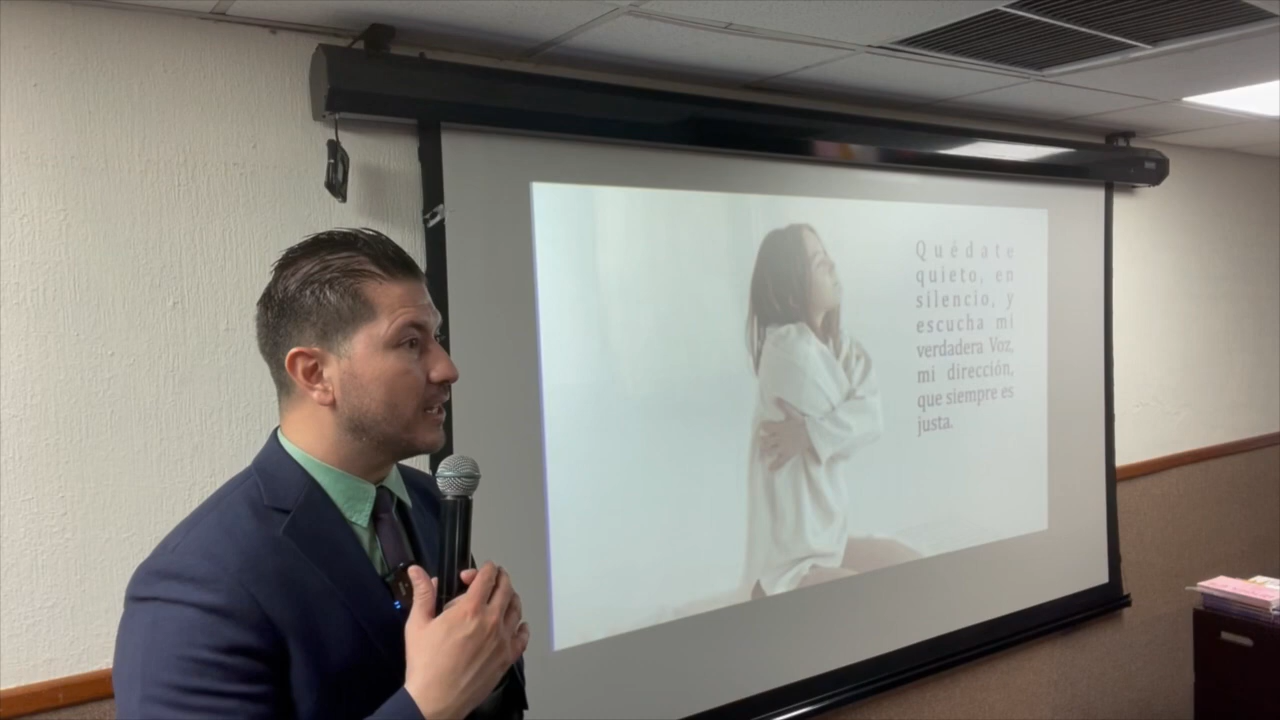 Quédate
quieto, en
silencio, y
escucha mi
verdadera Voz,
mi dirección,
que siempre es
justa.